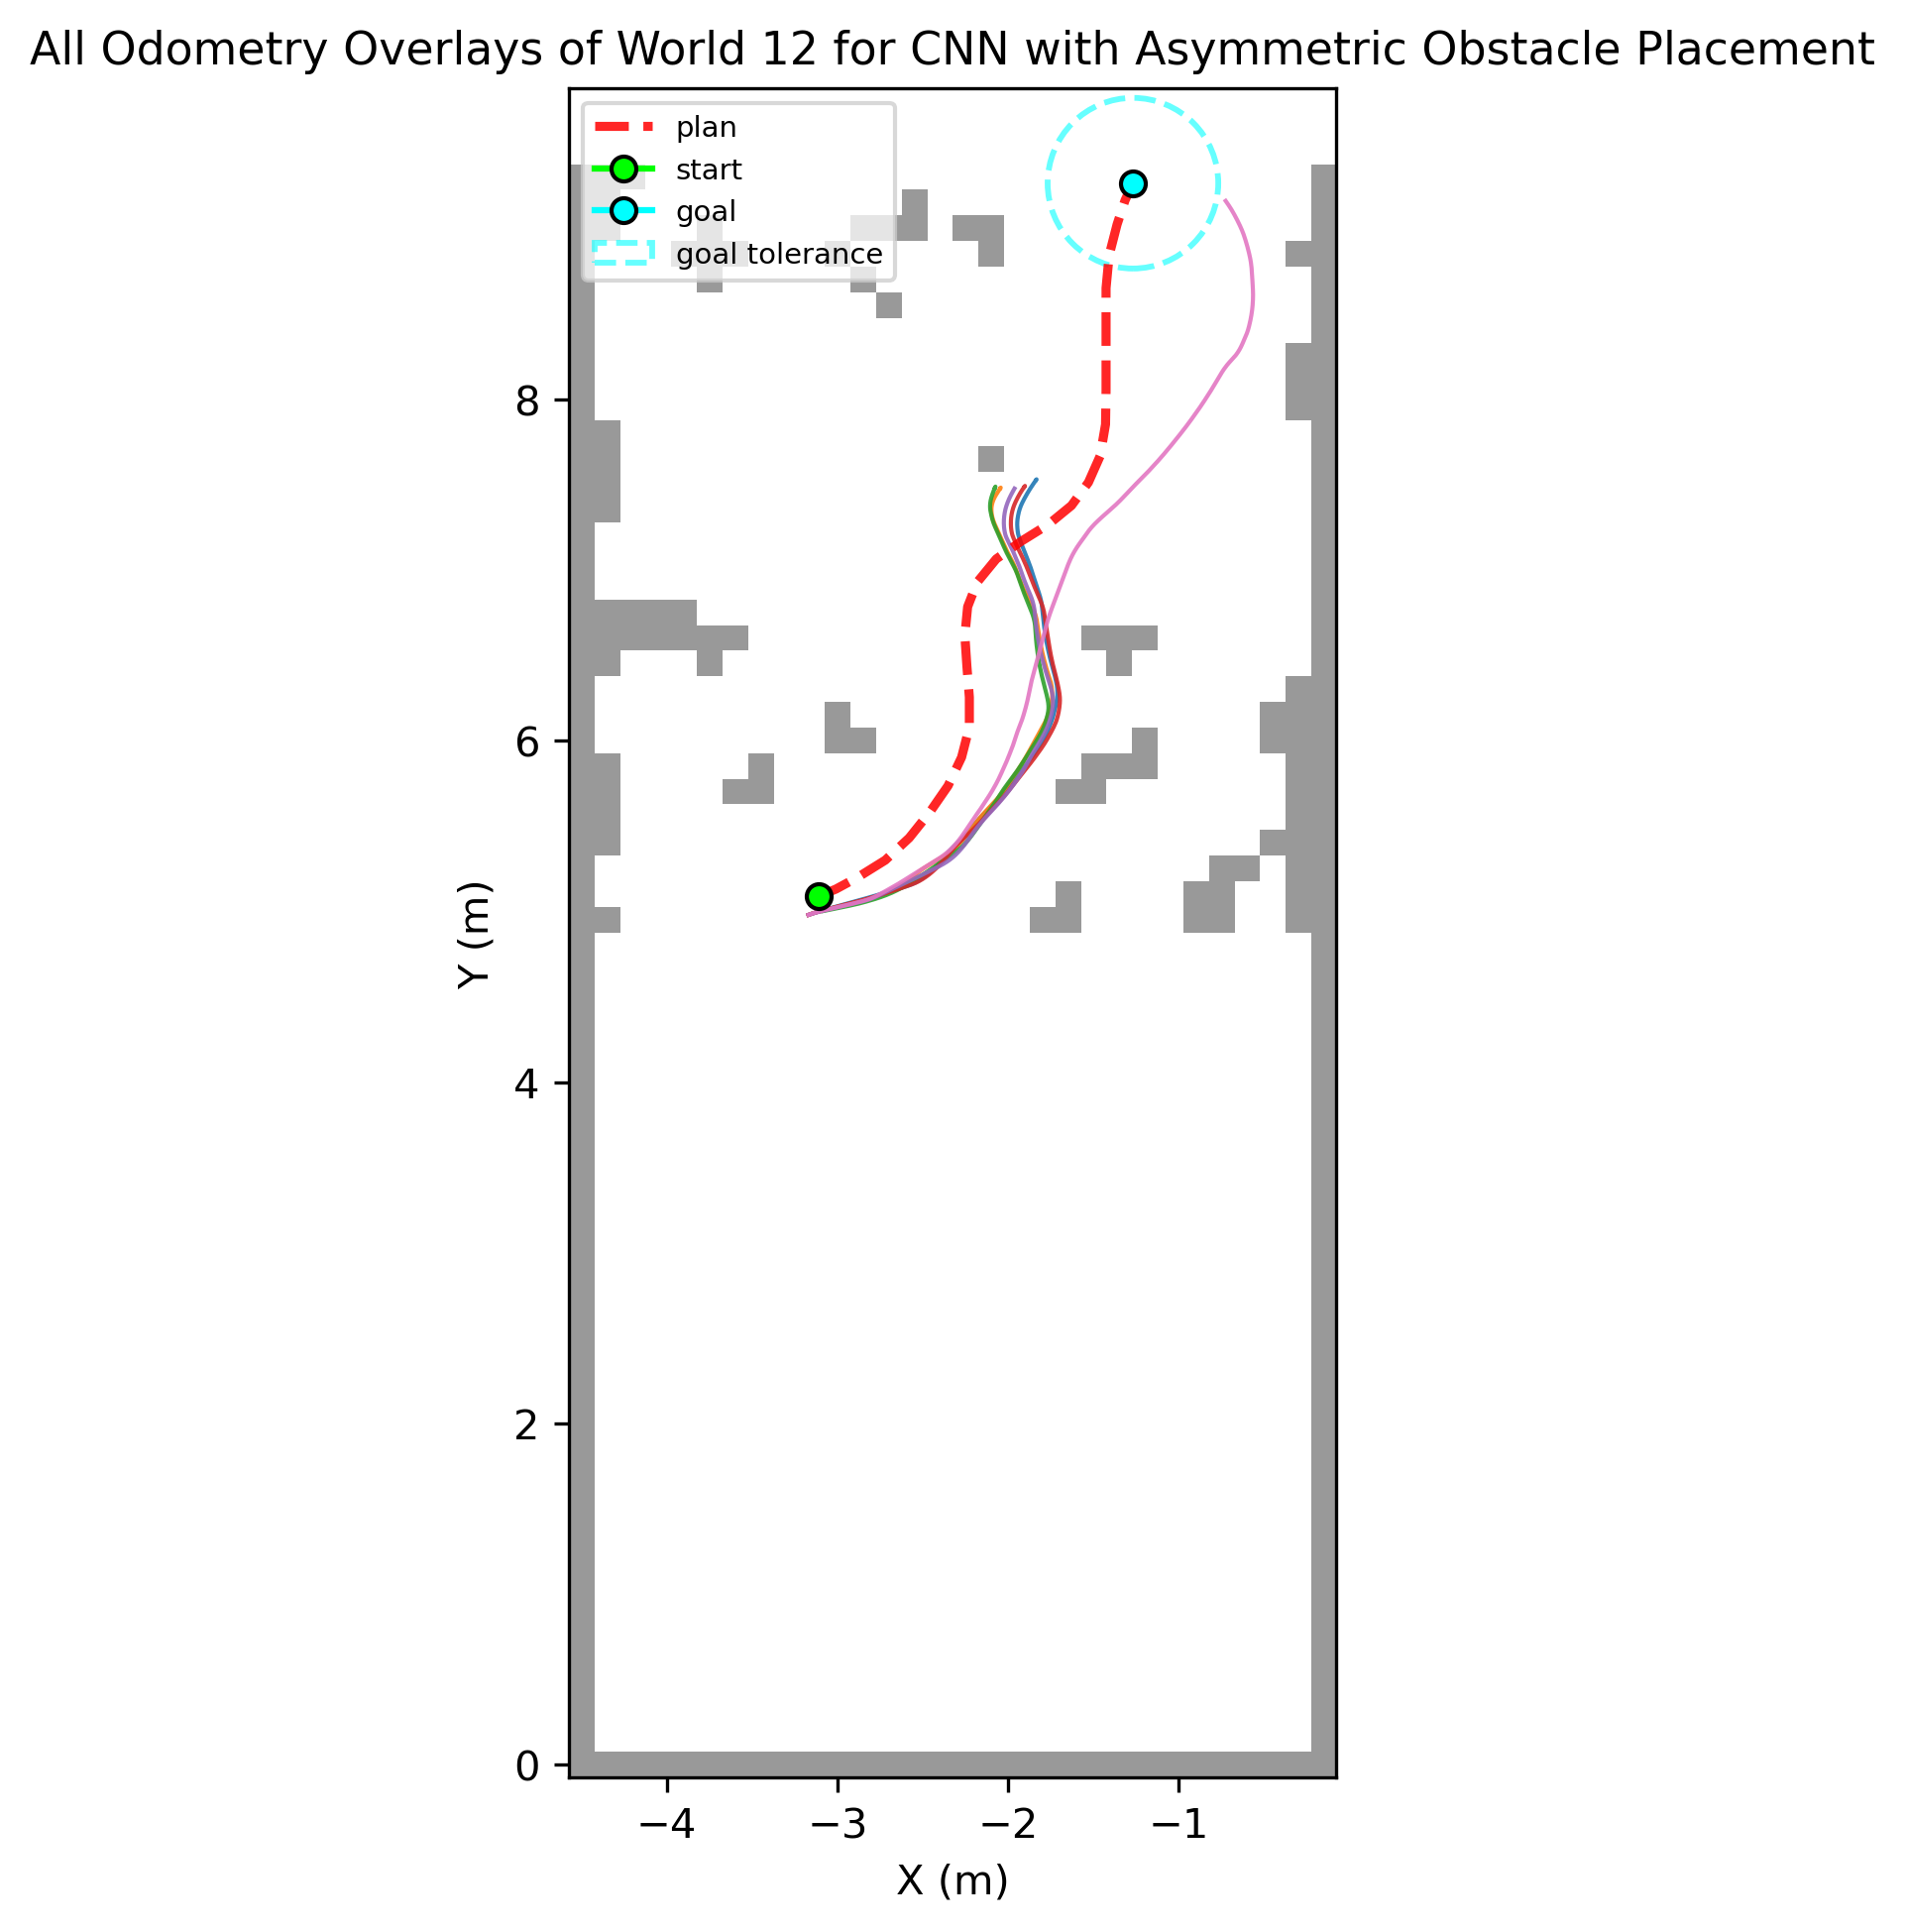 All Odometry Overlays of World 12 for CNN with Asymmetric Obstacle Placement
plan
start
goal
goal tolerance
8
6
4
2
0
Y (m)
−4 −3 −2 −1
X (m)